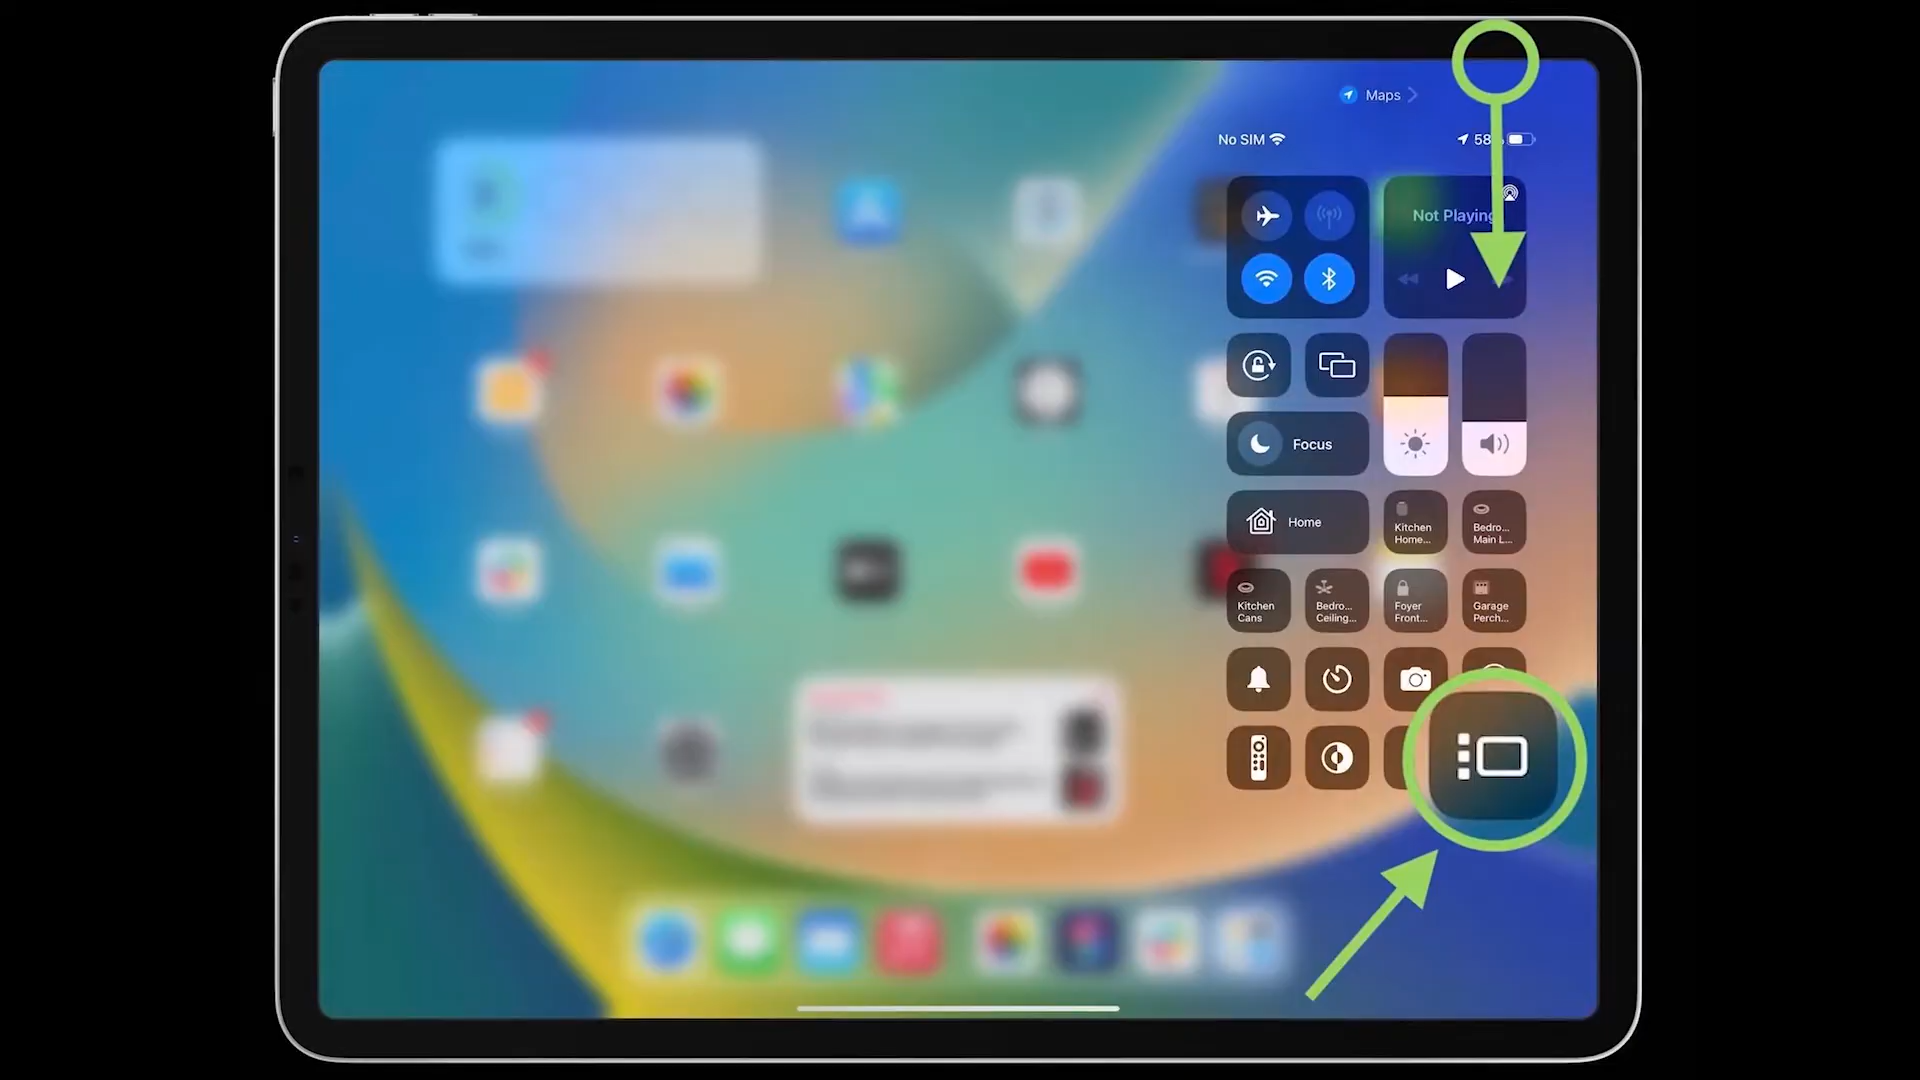 Maps
No SIM
58
Not Playing
Focus
Home
Kitchen
Home...
Bedro...
Main L...
Kitchen
Cans
Bedro...
Ceiling...
Foyer
Front...
Garage
Perch...